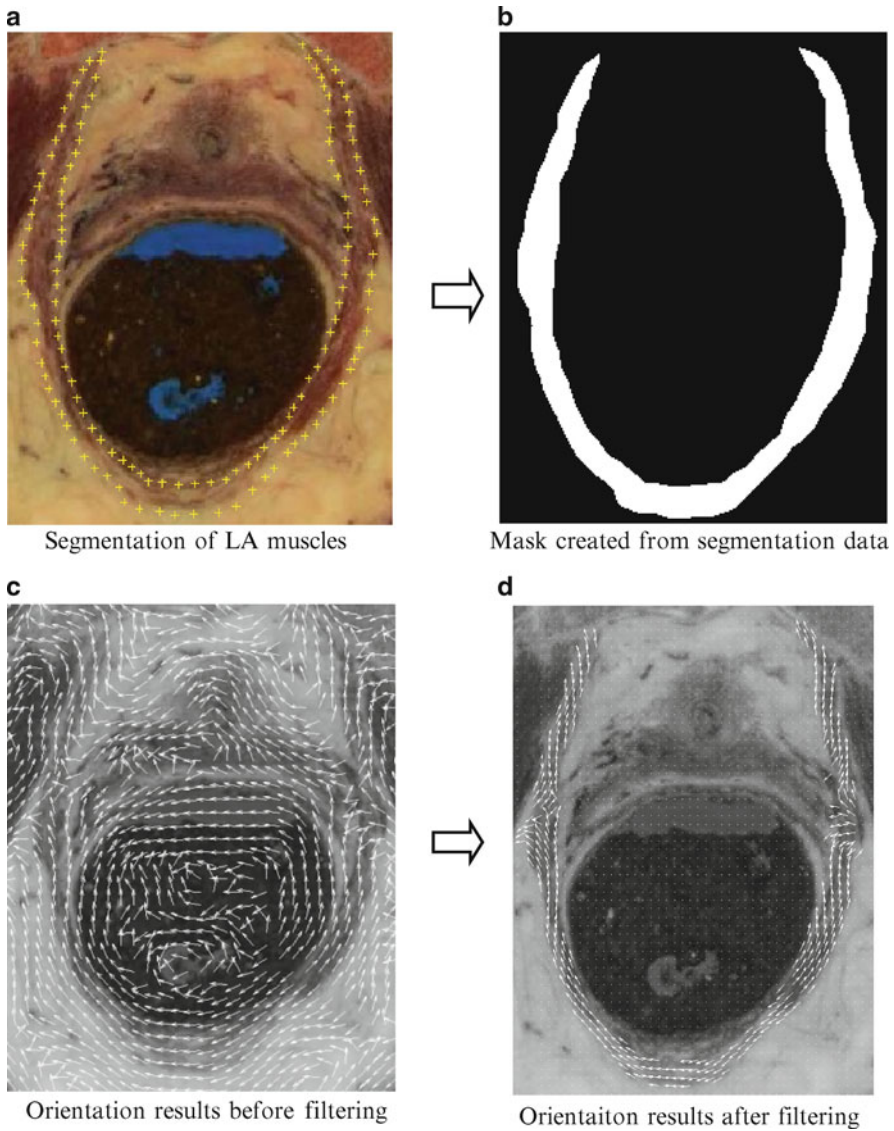 a
b
Segmentation of LA muscles
Mask created from segmentation data
c
d
Orientation results before filtering
Orientaiton results after filtering